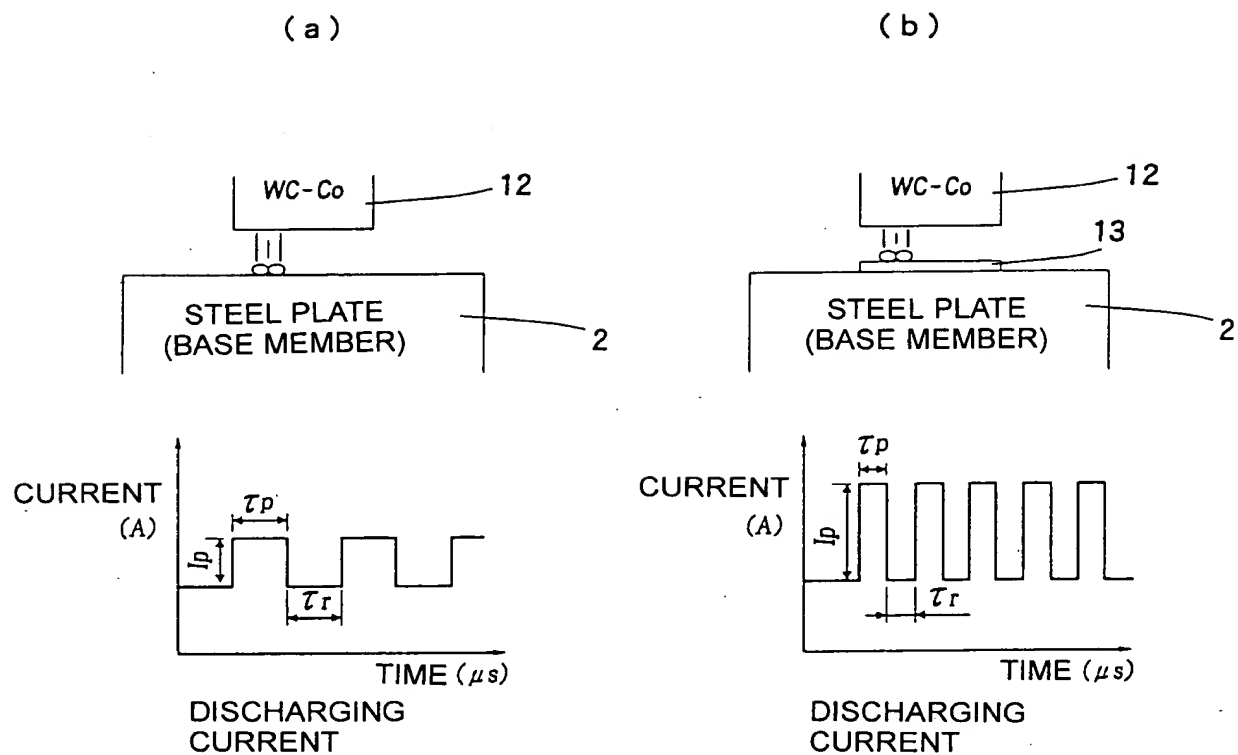 (a)
WC-Co
12
STEEL PLATE
(BASE MEMBER)
2
CURRENT
(A)
τp
Ip
τr
TIME (μs)
DISCHARGING
CURRENT
(b)
WC-Co
12
13
STEEL PLATE
(BASE MEMBER)
2
CURRENT
(A)
τp
Ip
τr
TIME (μs)
DISCHARGING
CURRENT